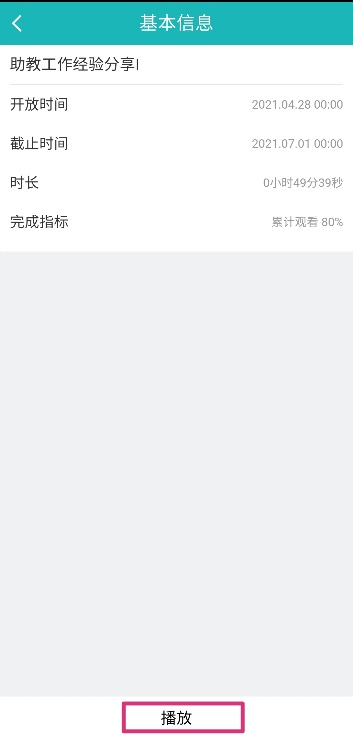 基本信息
助教工作经验分享I
开放时间 2021.04.28 00:00
截止时间 2021.07.01 00:00
时长 0小时49分39秒
完成指标 累计观看 80%
播放